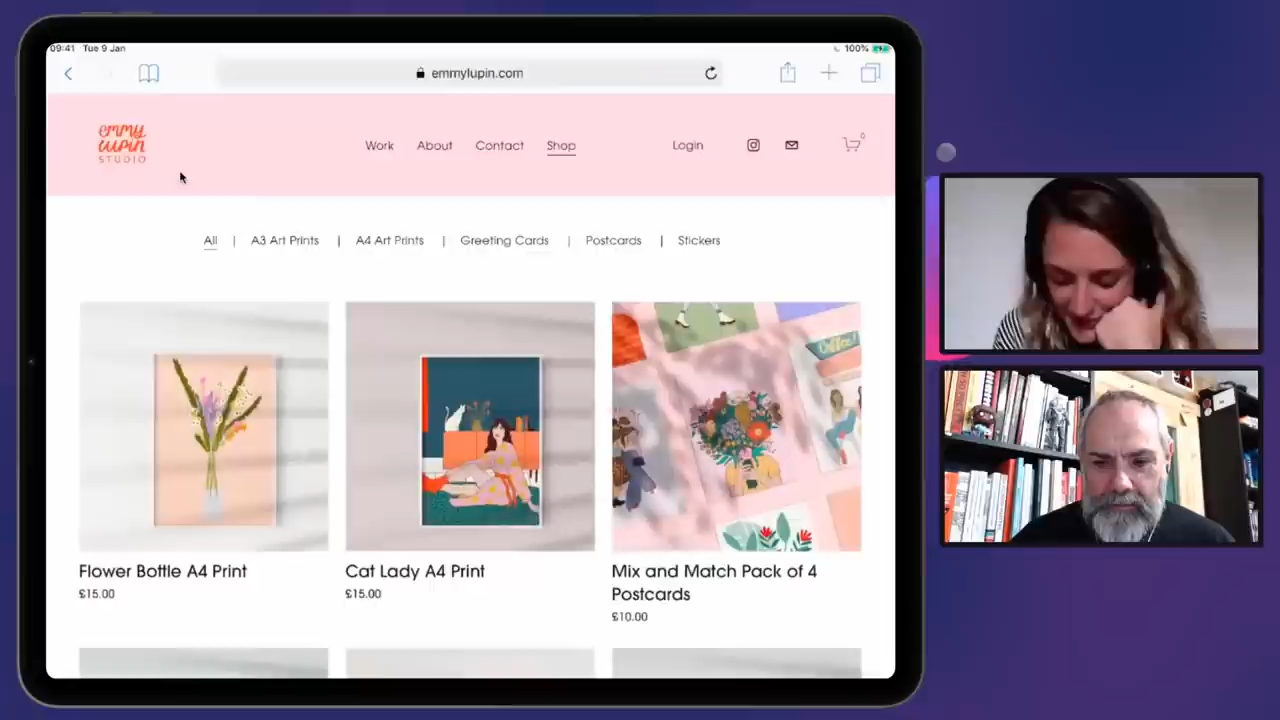 09:41 Tue 9 Jan
100%
emmylupin.com
emmy
lupin
STUDIO
Work About Contact Shop Login 0
All | A3 Art Prints | A4 Art Prints | Greeting Cards | Postcards | Stickers
Coffee!
Flower Bottle A4 Print
£15.00
Cat Lady A4 Print
£15.00
Mix and Match Pack of 4
Postcards
£10.00